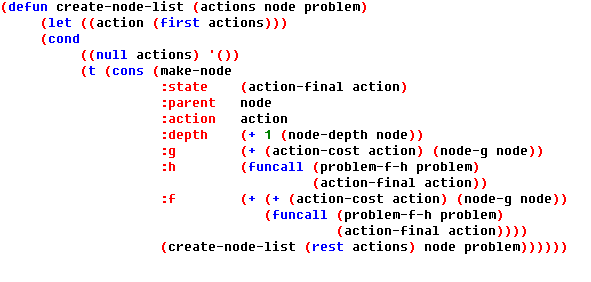 (defun create-node-list (actions node problem)
     (let ((action (first actions)))
     (cond
          ((null actions) '())
          (t (cons (make-node
                    :state    (action-final action)
                    :parent   node
                    :action   action
                    :depth    (+ 1 (node-depth node))
                    :g        (+ (action-cost action) (node-g node))
                    :h        (funcall (problem-f-h problem)
                                       (action-final action))
                    :f        (+ (+ (action-cost action) (node-g node))
                                 (funcall (problem-f-h problem)
                                          (action-final action))))
                    (create-node-list (rest actions) node problem))))))